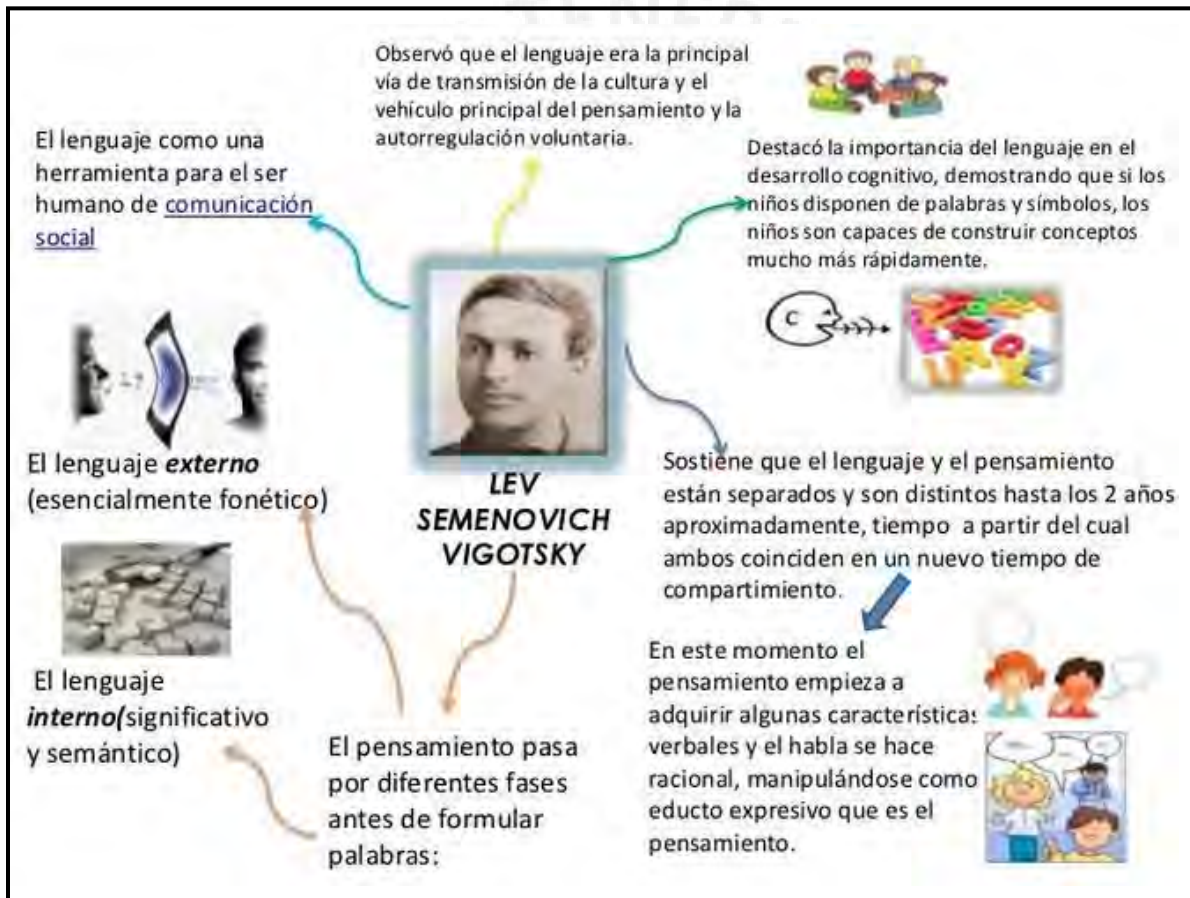 Observó que el lenguaje era la principal
vía de transmisión de la cultura y el
vehículo principal del pensamiento y la
autorregulación voluntaria.
El lenguaje como una
herramienta para el ser
humano de comunicación
social
Destacó la importancia del lenguaje en el
desarrollo cognitivo, demostrando que si los
niños disponen de palabras y símbolos, los
niños son capaces de construir conceptos
mucho más rápidamente.
C
LEV
SEMENOVICH
VIGOTSKY
El lenguaje externo
(esencialmente fonético)
Sostiene que el lenguaje y el pensamiento
están separados y son distintos hasta los 2 años
aproximadamente, tiempo a partir del cual
ambos coinciden en un nuevo tiempo de
compartimiento.
En este momento el
pensamiento empieza a
adquirir algunas características
verbales y el habla se hace
racional, manipulándose como
educto expresivo que es el
pensamiento.
El lenguaje
interno(significativo
y semántico)
El pensamiento pasa
por diferentes fases
antes de formular
palabras: